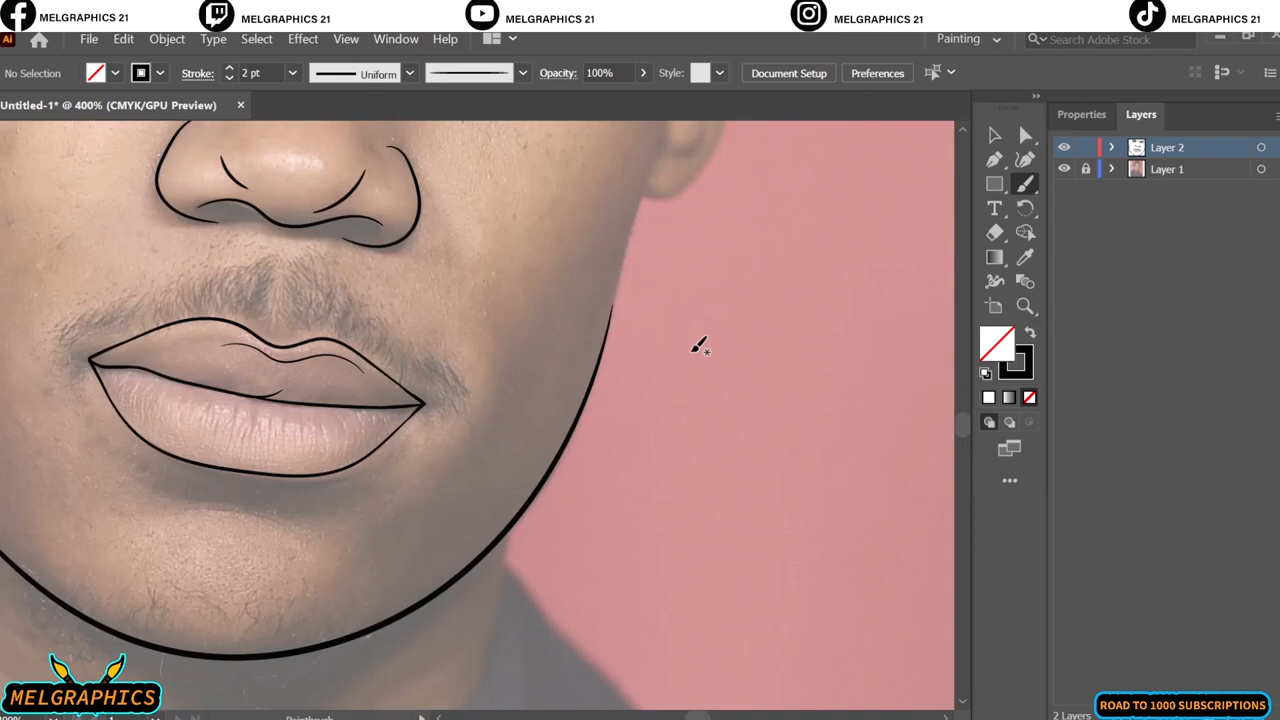 MELGRAPHICS 21
MELGRAPHICS 21
MELGRAPHICS 21
MELGRAPHICS 21
MELGRAPHICS 21
Ai File Edit Object Type Select Effect View Window Help Painting Search Adobe Stock
No Selection Stroke: 2 pt Uniform Opacity: 100% Style: Document Setup Preferences
Untitled-1* @ 400% (CMYK/GPU Preview)
Properties Layers
Layer 2
Layer 1
MELGRAPHICS
ROAD TO 1000 SUBSCRIPTIONS
2 Layers